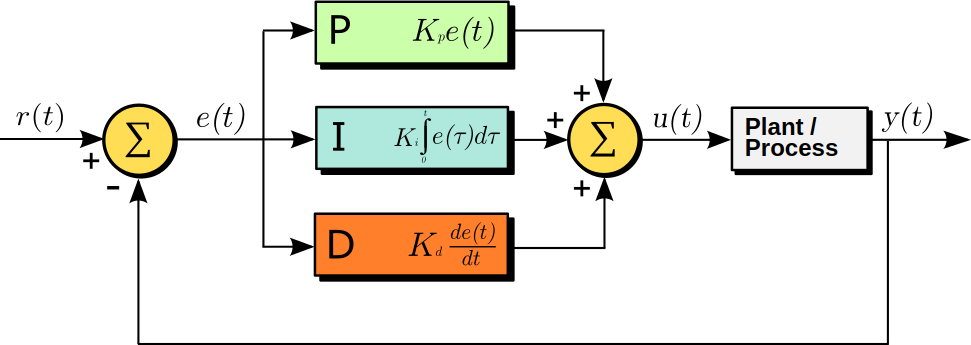 r(t)
+
-
Σ
e(t)
P K_p e(t)
I K_i ∫_0^t e(τ)dτ
D K_d de(t)/dt
+
+
+
Σ
u(t)
Plant /
Process
y(t)